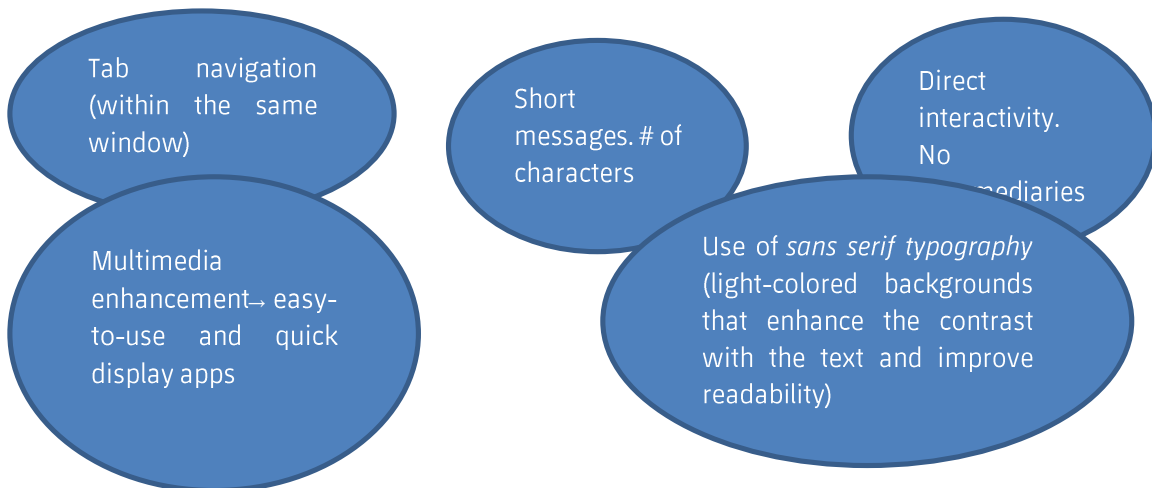 Tab navigation
(within the same
window)
Short
messages. # of
characters
Direct
interactivity.
No
Multimedia
enhancement→ easy-
to-use and quick
display apps
Use of sans serif typography
(light-colored backgrounds
that enhance the contrast
with the text and improve
readability)